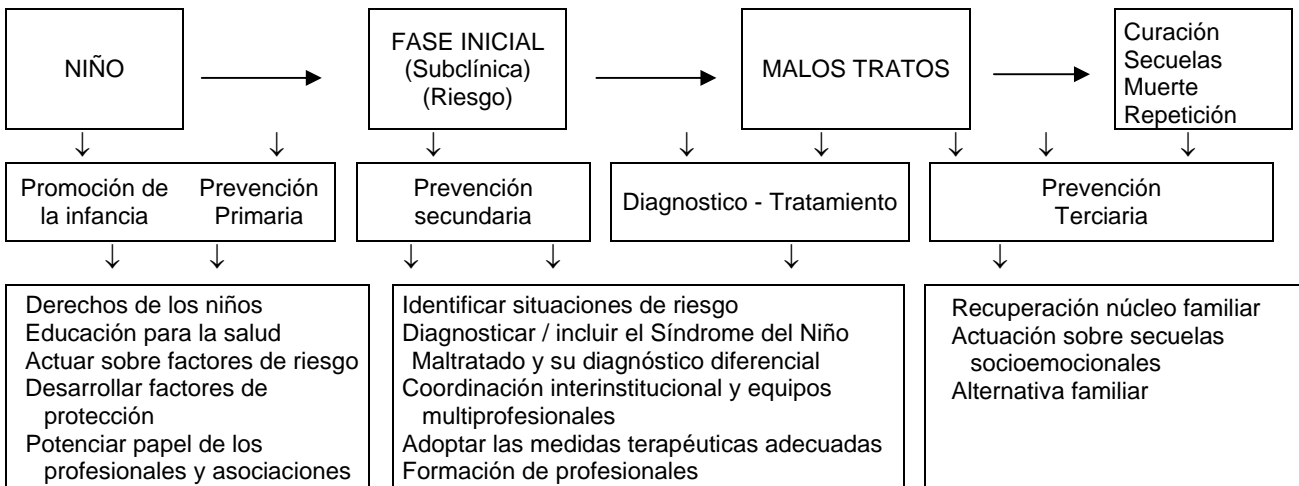 NIÑO
FASE INICIAL
(Subclínica)
(Riesgo)
MALOS TRATOS
Curación
Secuelas
Muerte
Repetición
Promoción de
la infancia
Prevención
Primaria
Prevención
secundaria
Diagnostico - Tratamiento
Prevención
Terciaria
Derechos de los niños
Educación para la salud
Actuar sobre factores de riesgo
Desarrollar factores de
protección
Potenciar papel de los
profesionales y asociaciones
Identificar situaciones de riesgo
Diagnosticar / incluir el Síndrome del Niño
Maltratado y su diagnóstico diferencial
Coordinación interinstitucional y equipos
multiprofesionales
Adoptar las medidas terapéuticas adecuadas
Formación de profesionales
Recuperación núcleo familiar
Actuación sobre secuelas
socioemocionales
Alternativa familiar